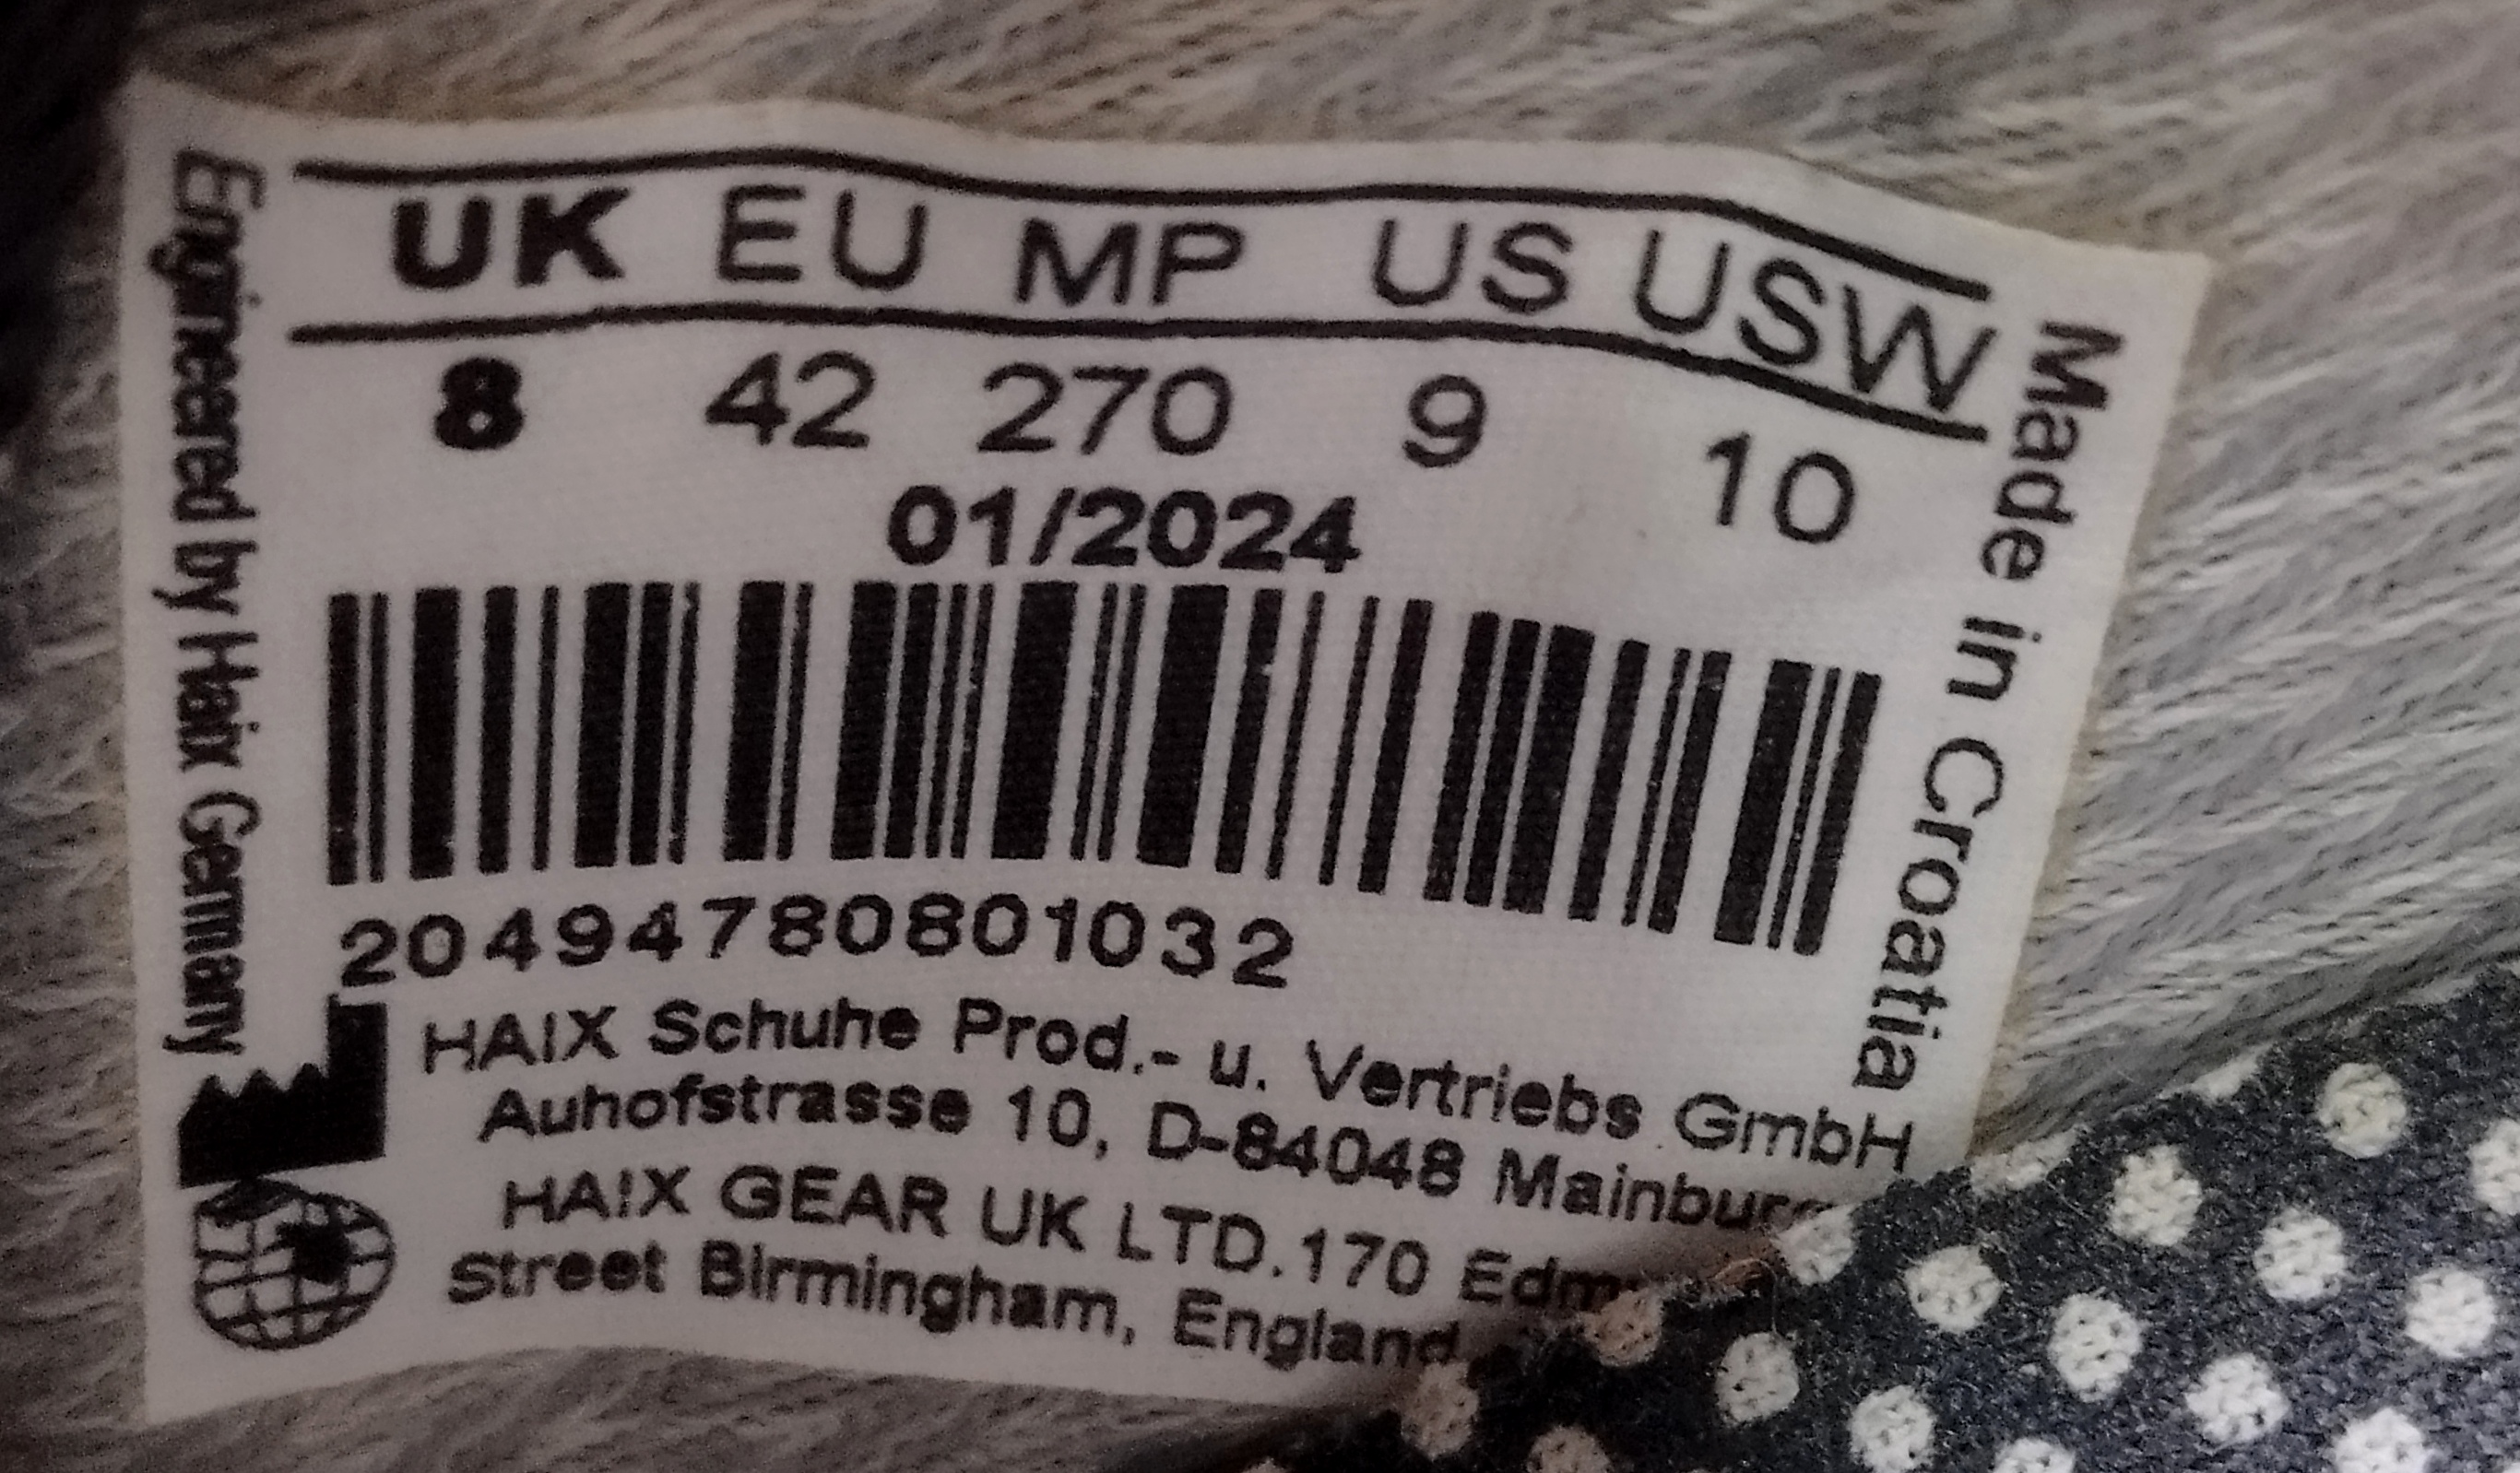 Engineered by Haix Germany
UK EU MP US USW
8 42 270 9 10
01/2024
20494780801032
HAIX Schuhe Prod.- u. Vertriebs GmbH
Auhofstrasse 10, D-84048
HAIX GEAR UK LTD.170
Street Birmingham, England
Made in Croatia